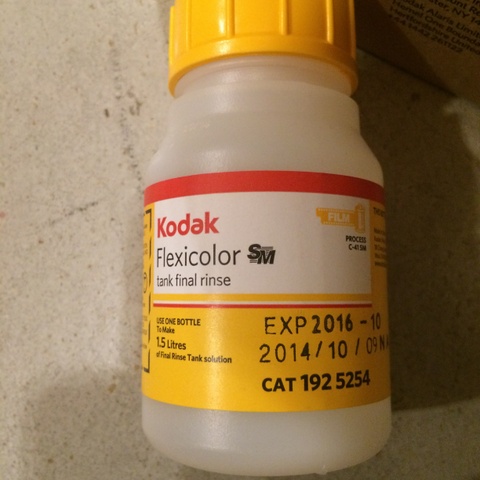 Kodak
Flexicolor SM
tank final rinse
FILM
PROCESS
C-41 SM
USE ONE BOTTLE
To Make
1.5 Litres
of Final Rinse Tank solution
EXP 2016 - 10
2014/10/09 N
CAT 192 5254